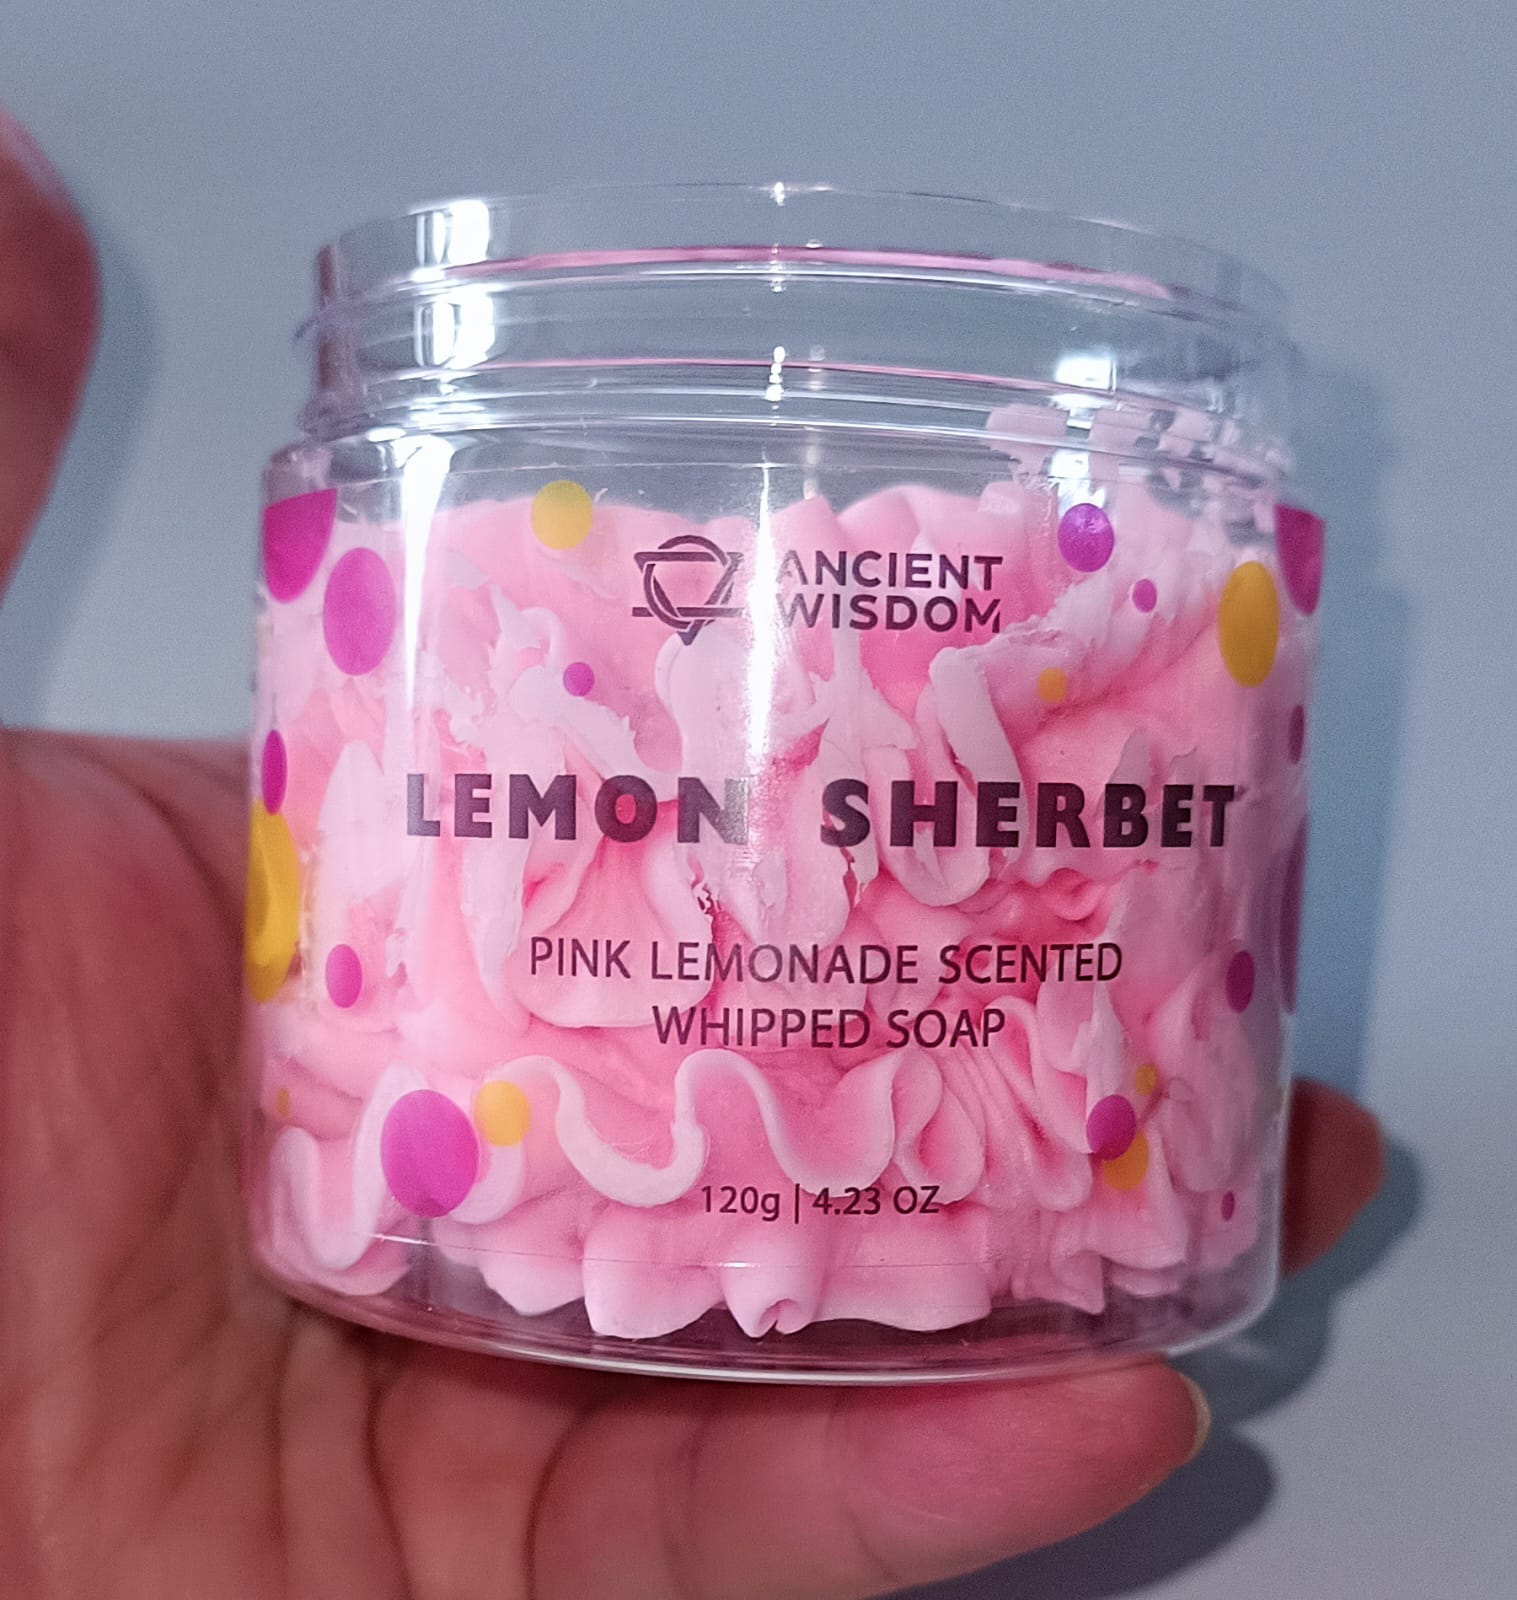 ANCIENT
WISDOM
LEMON SHERBET
PINK LEMONADE SCENTED
WHIPPED SOAP
120g | 4.23 OZ